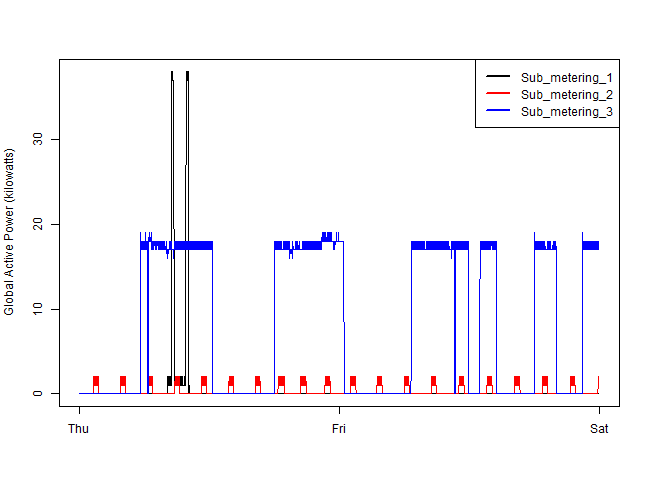 Sub_metering_1
Sub_metering_2
Sub_metering_3
Global Active Power (kilowatts)
30
20
10
0
Thu
Fri
Sat